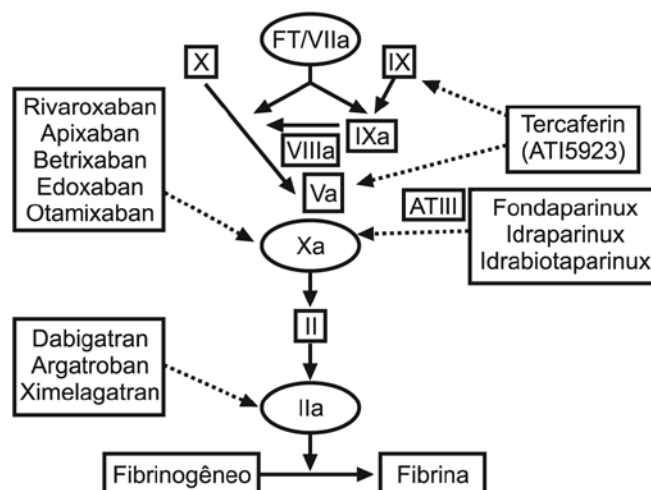 FT/VIIa
X
IX
Rivaroxaban
Apixaban
Betrixaban
Edoxaban
Otamixaban
VIIIa
IXa
Tercaferin
(ATI5923)
Va
ATIII
Fondaparinux
Idraparinux
Idrabiotaparinux
Xa
II
Dabigatran
Argatroban
Ximelagatran
IIa
Fibrinogêneo
Fibrina